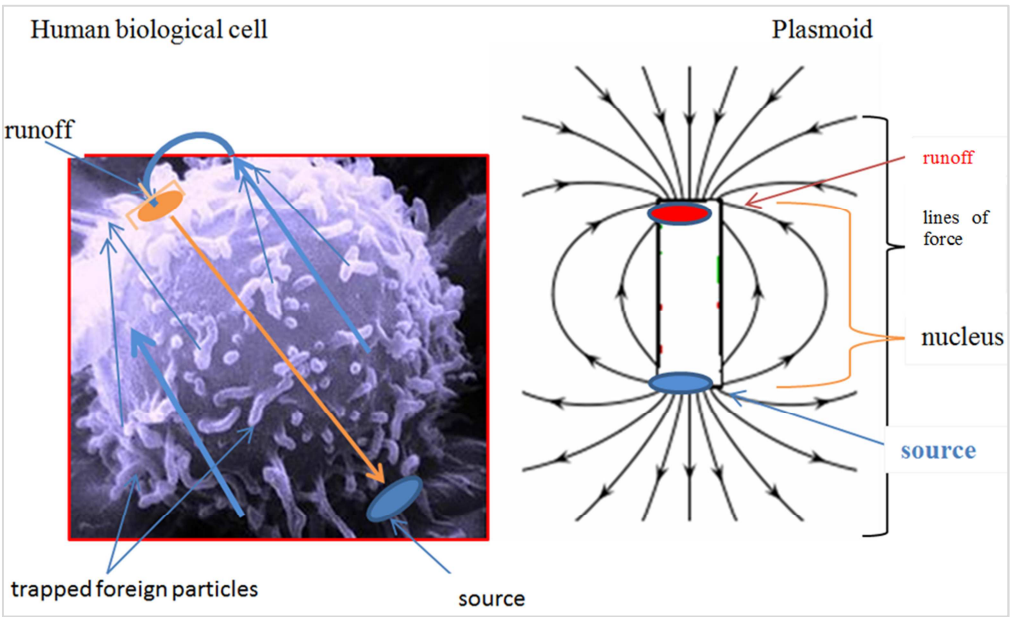 Human biological cell
Plasmoid
runoff
runoff
lines of
force
nucleus
source
trapped foreign particles
source